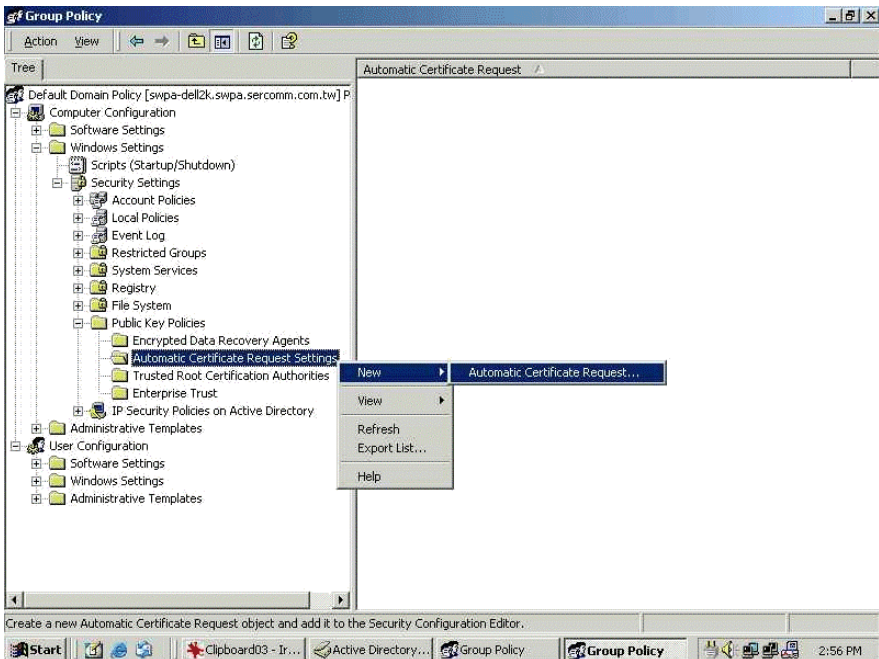 Group Policy
Action View
Tree
Automatic Certificate Request
Default Domain Policy [swpa-dell2k.swpa.sercomm.com.tw] P
Computer Configuration
Software Settings
Windows Settings
Scripts (Startup/Shutdown)
Security Settings
Account Policies
Local Policies
Event Log
Restricted Groups
System Services
Registry
File System
Public Key Policies
Encrypted Data Recovery Agents
Automatic Certificate Request Settings
Trusted Root Certification Authorities
Enterprise Trust
IP Security Policies on Active Directory
Administrative Templates
User Configuration
Software Settings
Windows Settings
Administrative Templates
New
Automatic Certificate Request...
View
Refresh
Export List...
Help
Create a new Automatic Certificate Request object and add it to the Security Configuration Editor.
Start
Clipboard03 - Ir...
Active Directory...
Group Policy
Group Policy
2:56 PM